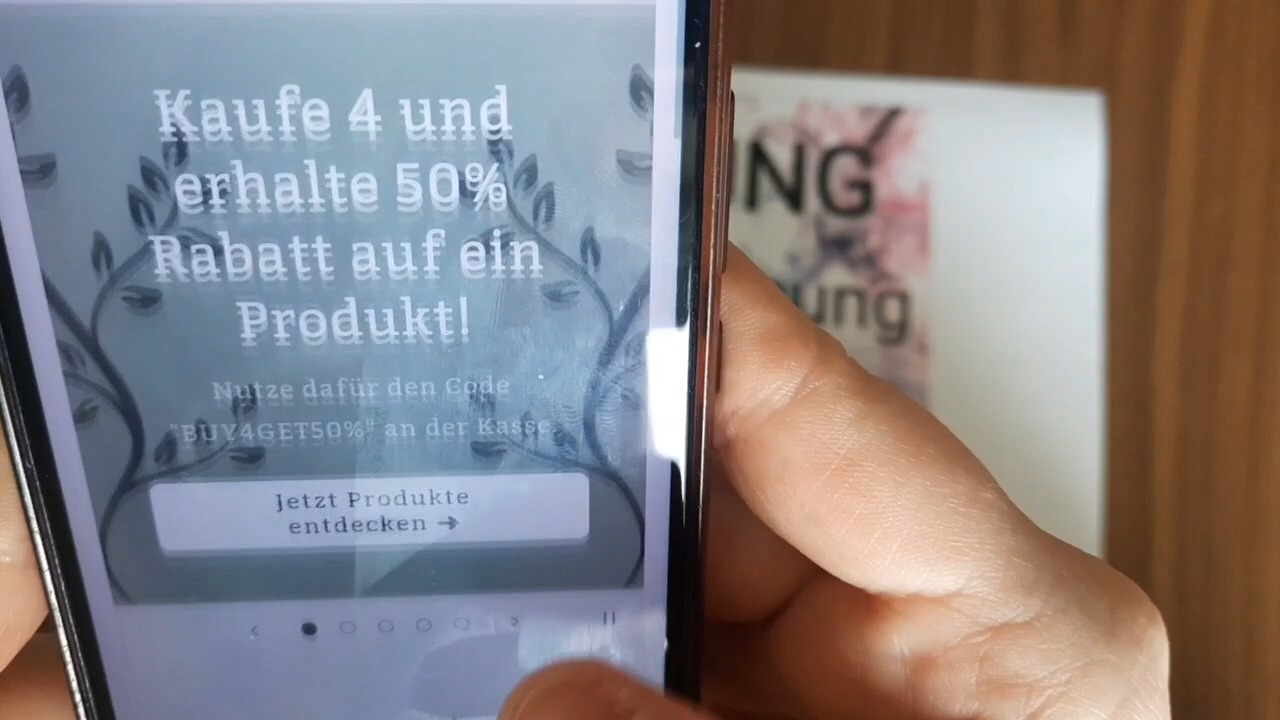 Kaufe 4 und
erhalte 50%
Rabatt auf ein
Produkt!
Nutze dafür den Code
"BUY4GET50%" an der Kasse
Jetzt Produkte
entdecken →
NG
ung